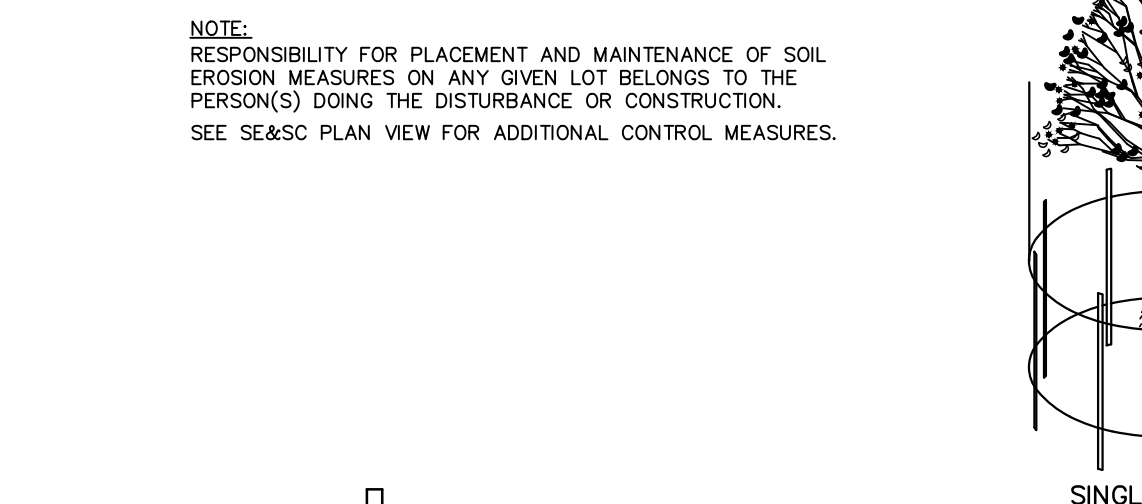 NOTE:
RESPONSIBILITY FOR PLACEMENT AND MAINTENANCE OF SOIL
EROSION MEASURES ON ANY GIVEN LOT BELONGS TO THE
PERSON(S) DOING THE DISTURBANCE OR CONSTRUCTION.
SEE SE&SC PLAN VIEW FOR ADDITIONAL CONTROL MEASURES.
SINGL